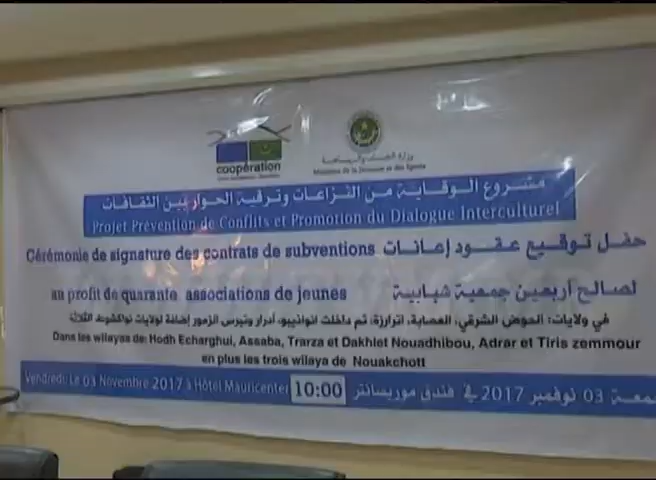 coopération
وزارة الشباب والرياضة
Ministère de la Jeunesse et des Sports
مشروع الوقاية من النزاعات وترقية الحوار بين الثقافات
Projet Prévention de Conflits et Promotion du Dialogue Interculturel
حفل توقيع عقود إعانات
Cérémonie de signature des contrats de subventions
لصالح أربعين جمعية شبابية
au profit de quarante associations de jeunes
في ولايات: الحوض الشرقي، العصابة، اترارزة، ثم داخلت انواذيبو، أدرار وتيرس الزمور إضافة لولايات نواكشوط الثلاثة
Dans les wilayas de: Hodh Echarghui, Assaba, Trarza et Dakhlet Nouadhibou, Adrar et Tiris zemmour
en plus les trois wilaya de Nouakchott
Vendredi Le 03 Novembre 2017 à Hôtel Mauricenter 10:00 الجمعة 03 نوفمبر 2017 في فندق موريسانتر